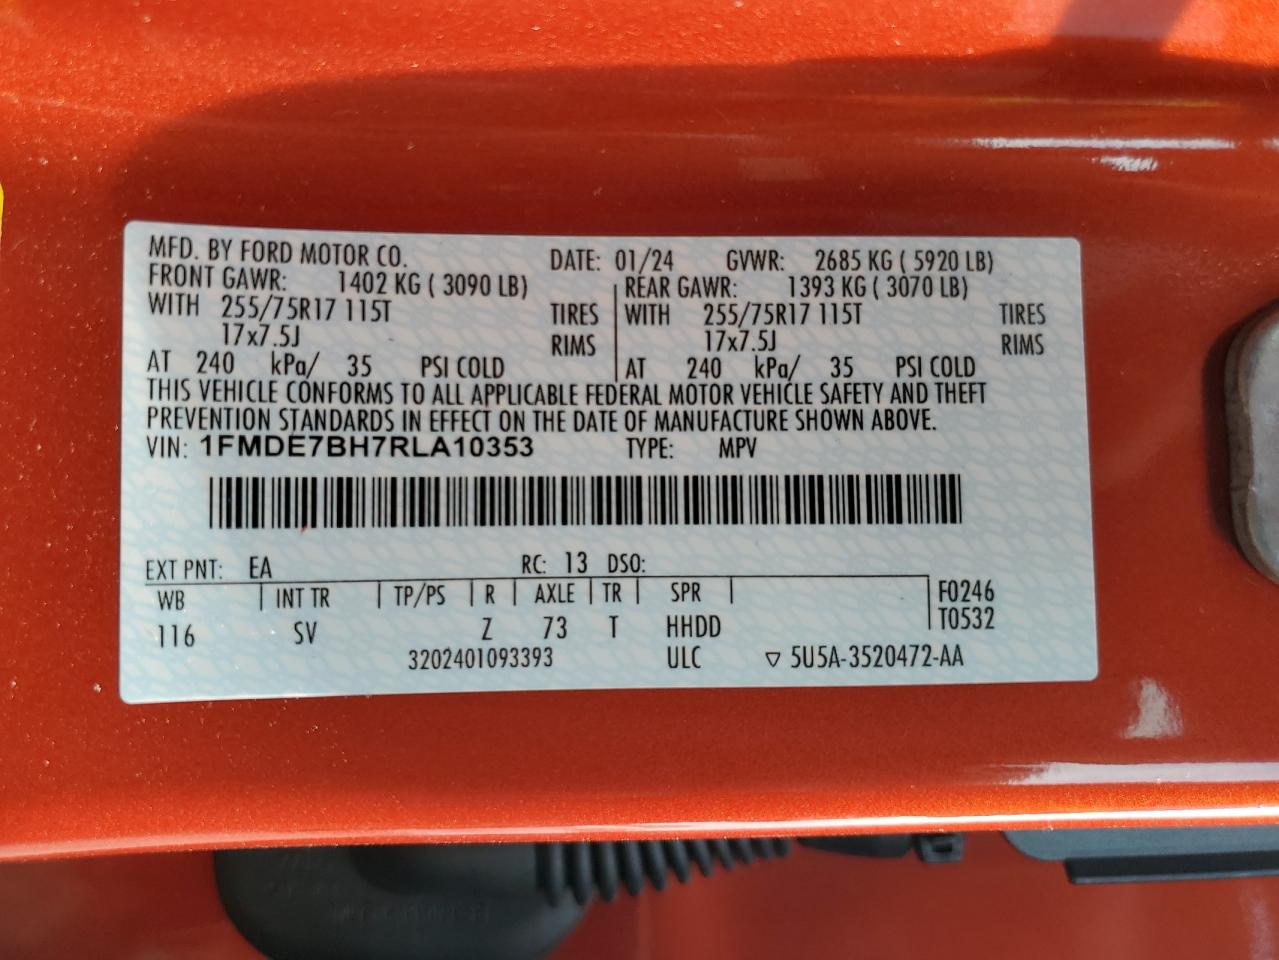 MFD. BY FORD MOTOR CO. DATE: 01/24 GVWR: 2685 KG ( 5920 LB)
FRONT GAWR: 1402 KG ( 3090 LB) REAR GAWR: 1393 KG ( 3070 LB)
WITH 255/75R17 115T TIRES WITH 255/75R17 115T TIRES
17x7.5J RIMS 17x7.5J RIMS
AT 240 kPa/ 35 PSI COLD AT 240 kPa/ 35 PSI COLD
THIS VEHICLE CONFORMS TO ALL APPLICABLE FEDERAL MOTOR VEHICLE SAFETY AND THEFT
PREVENTION STANDARDS IN EFFECT ON THE DATE OF MANUFACTURE SHOWN ABOVE.
VIN: 1FMDE7BH7RLA10353 TYPE: MPV
EXT PNT: EA RC: 13 DSO:
WB INT TR TP/PS R AXLE TR SPR F0246
116 SV Z 73 T HHDD T0532
3202401093393 ULC ▽ 5U5A-3520472-AA